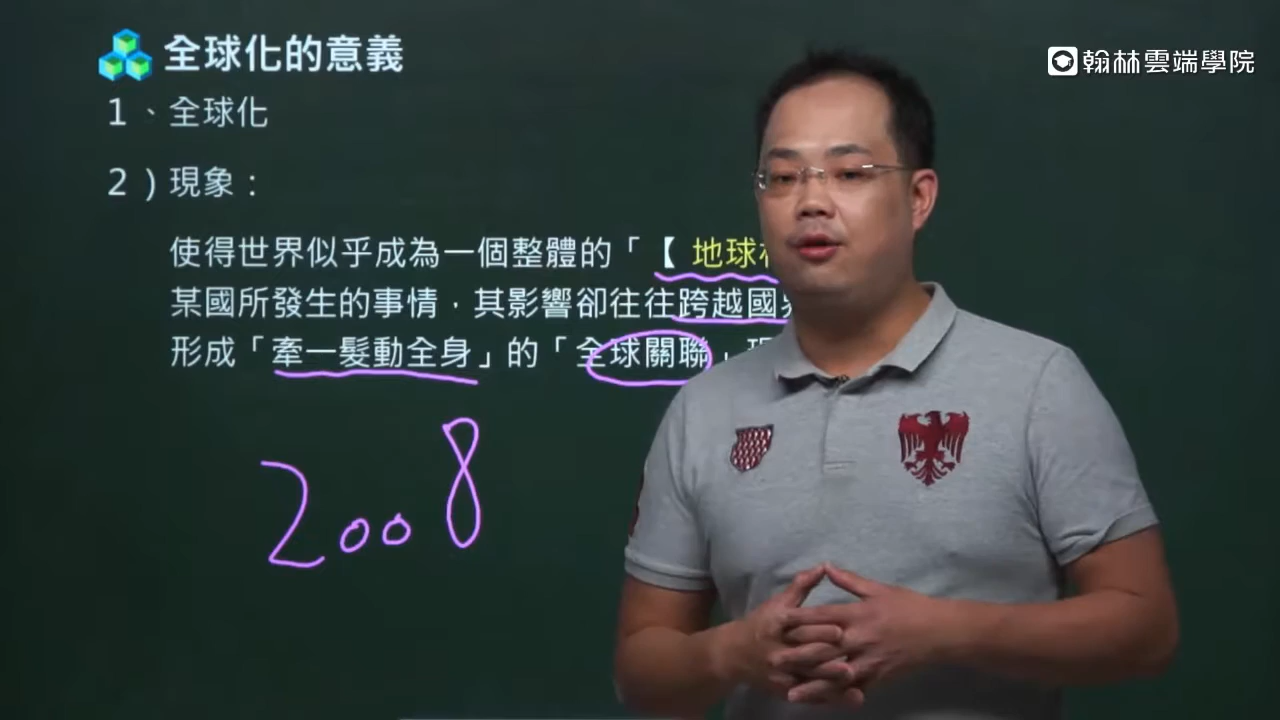 全球化的意義
翰林雲端學院
1、全球化
2)現象：
使得世界似乎成為一個整體的「【 地球
某國所發生的事情，其影響卻往往跨越國
形成「牽一髮動全身」的「全球關聯」
2008